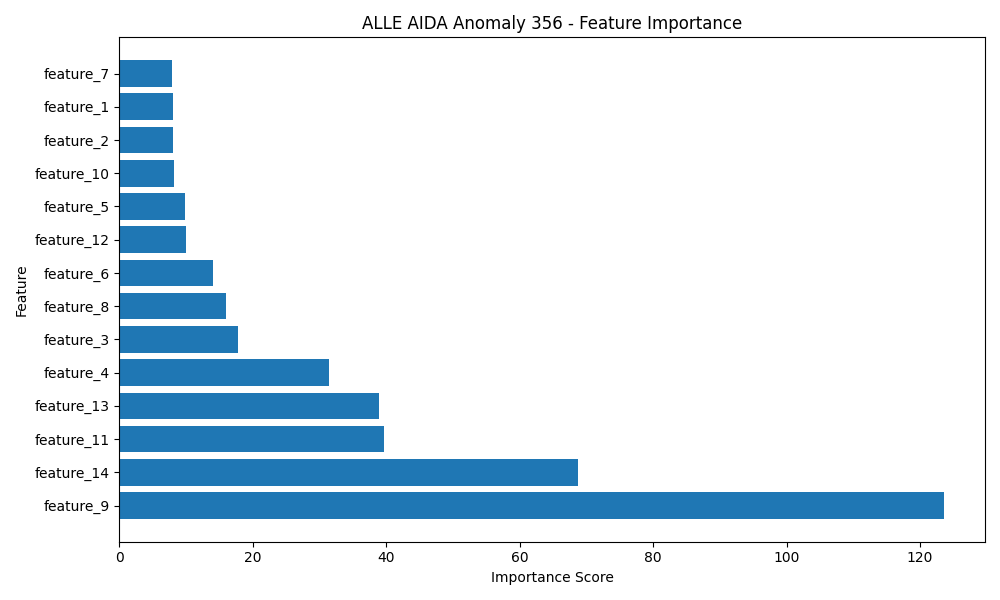 ALLE AIDA Anomaly 356 - Feature Importance
feature_7
feature_1
feature_2
feature_10
feature_5
feature_12
feature_6
feature_8
feature_3
feature_4
feature_13
feature_11
feature_14
feature_9
Feature
0 20 40 60 80 100 120
Importance Score